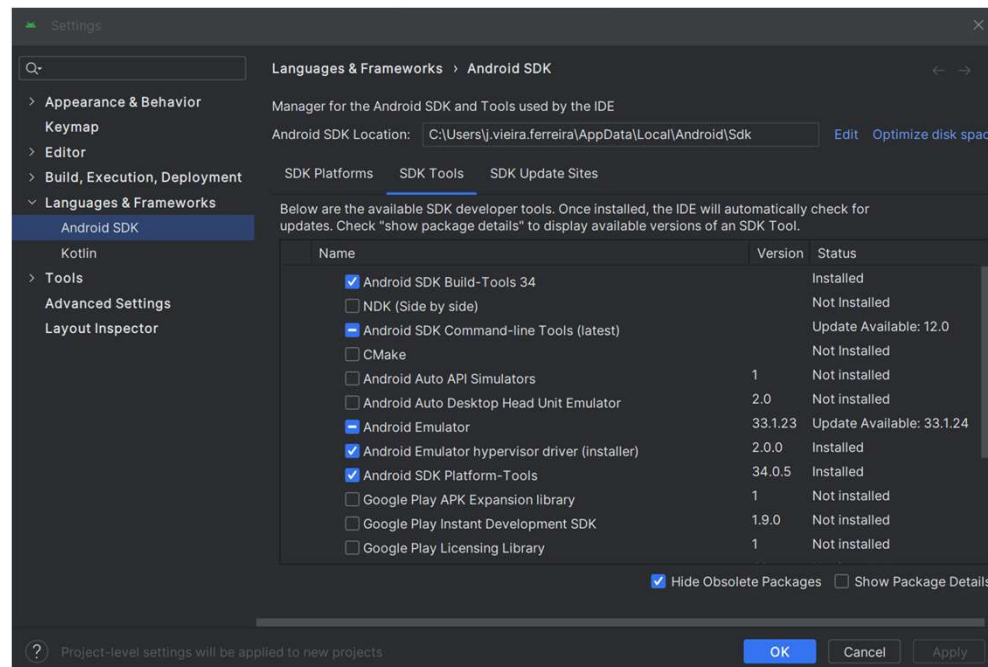 Settings
Languages & Frameworks › Android SDK
Manager for the Android SDK and Tools used by the IDE
Android SDK Location: C:\Users\j.vieira.ferreira\AppData\Local\Android\Sdk Edit Optimize disk spac
Appearance & Behavior
Keymap
Editor
Build, Execution, Deployment
Languages & Frameworks
Android SDK
Kotlin
Tools
Advanced Settings
Layout Inspector
SDK Platforms SDK Tools SDK Update Sites
Below are the available SDK developer tools. Once installed, the IDE will automatically check for
updates. Check "show package details" to display available versions of an SDK Tool.
Name Version Status
Android SDK Build-Tools 34 Installed
NDK (Side by side) Not Installed
Android SDK Command-line Tools (latest) Update Available: 12.0
CMake Not Installed
Android Auto API Simulators 1 Not installed
Android Auto Desktop Head Unit Emulator 2.0 Not installed
Android Emulator 33.1.23 Update Available: 33.1.24
Android Emulator hypervisor driver (installer) 2.0.0 Installed
Android SDK Platform-Tools 34.0.5 Installed
Google Play APK Expansion library 1 Not installed
Google Play Instant Development SDK 1.9.0 Not installed
Google Play Licensing Library 1 Not installed
Hide Obsolete Packages Show Package Details
? Project-level settings will be applied to new projects
OK Cancel Apply